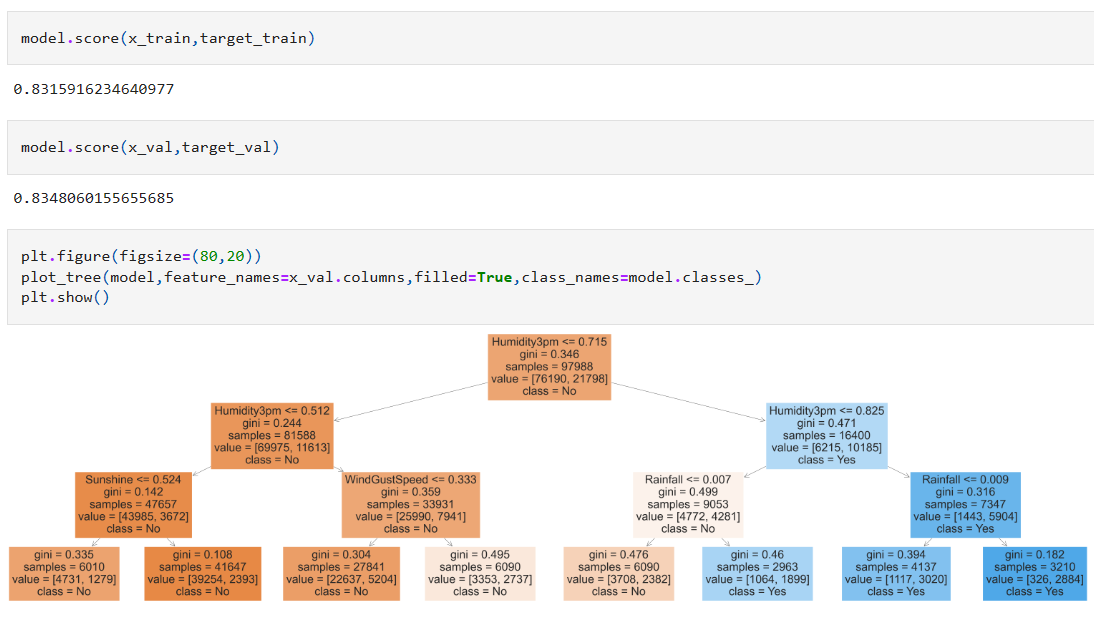 model.score(x_train,target_train)
0.8315916234640977
model.score(x_val,target_val)
0.8348060155655685
plt.figure(figsize=(80,20))
plot_tree(model,feature_names=x_val.columns,filled=True,class_names=model.classes_)
plt.show()
Humidity3pm <= 0.715
gini = 0.346
samples = 97988
value = [76190, 21798]
class = No
Humidity3pm <= 0.512
gini = 0.244
samples = 81588
value = [69975, 11613]
class = No
Humidity3pm <= 0.825
gini = 0.471
samples = 16400
value = [6215, 10185]
class = Yes
Sunshine <= 0.524
gini = 0.142
samples = 47657
value = [43985, 3672]
class = No
WindGustSpeed <= 0.333
gini = 0.359
samples = 33931
value = [25990, 7941]
class = No
Rainfall <= 0.007
gini = 0.499
samples = 9053
value = [4772, 4281]
class = No
Rainfall <= 0.009
gini = 0.316
samples = 7347
value = [1443, 5904]
class = Yes
gini = 0.335
samples = 6010
value = [4731, 1279]
class = No
gini = 0.108
samples = 41647
value = [39254, 2393]
class = No
gini = 0.304
samples = 27841
value = [22637, 5204]
class = No
gini = 0.495
samples = 6090
value = [3353, 2737]
class = No
gini = 0.476
samples = 6090
value = [3708, 2382]
class = No
gini = 0.46
samples = 2963
value = [1064, 1899]
class = Yes
gini = 0.394
samples = 4137
value = [1117, 3020]
class = Yes
gini = 0.182
samples = 3210
value = [326, 2884]
class = Yes